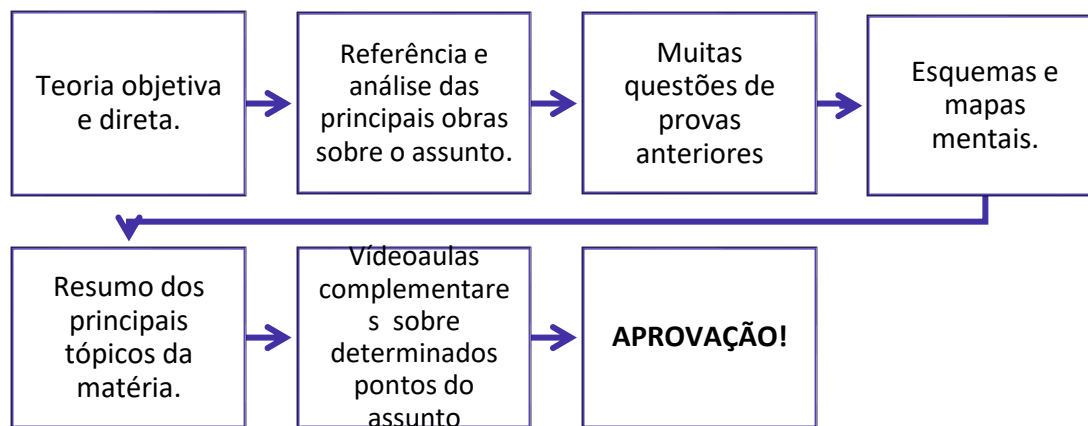 Teoria objetiva
e direta.
Referência e
análise das
principais obras
sobre o assunto.
Muitas
questões de
provas
anteriores
Esquemas e
mapas
mentais.
Resumo dos
principais
tópicos da
matéria.
Vídeoaulas
complementare
s sobre
determinados
pontos do
assunto
APROVAÇÃO!